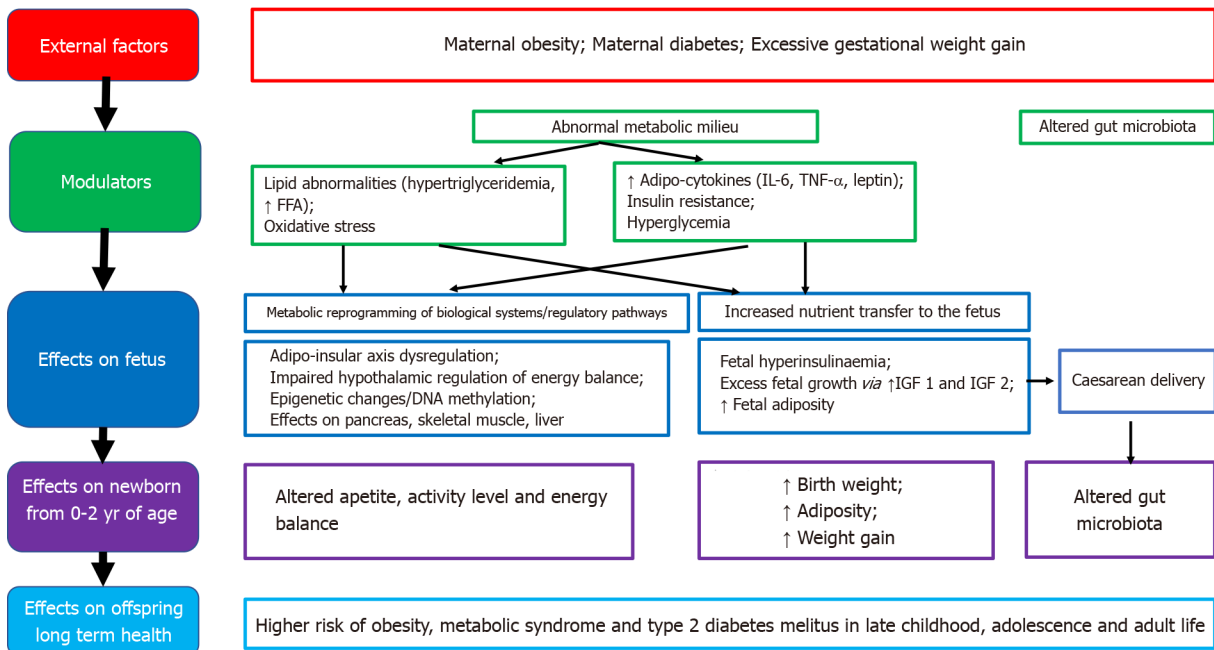 External factors
Maternal obesity; Maternal diabetes; Excessive gestational weight gain
Modulators
Abnormal metabolic milieu
Altered gut microbiota
Lipid abnormalities (hypertriglyceridemia,
↑ FFA);
Oxidative stress
↑ Adipo-cytokines (IL-6, TNF-α, leptin);
Insulin resistance;
Hyperglycemia
Effects on fetus
Metabolic reprogramming of biological systems/regulatory pathways
Increased nutrient transfer to the fetus
Adipo-insular axis dysregulation;
Impaired hypothalamic regulation of energy balance;
Epigenetic changes/DNA methylation;
Effects on pancreas, skeletal muscle, liver
Fetal hyperinsulinaemia;
Excess fetal growth via ↑IGF 1 and IGF 2;
↑ Fetal adiposity
Caesarean delivery
Effects on newborn
from 0-2 yr of age
Altered apetite, activity level and energy
balance
↑ Birth weight;
↑ Adiposity;
↑ Weight gain
Altered gut
microbiota
Effects on offspring
long term health
Higher risk of obesity, metabolic syndrome and type 2 diabetes melitus in late childhood, adolescence and adult life